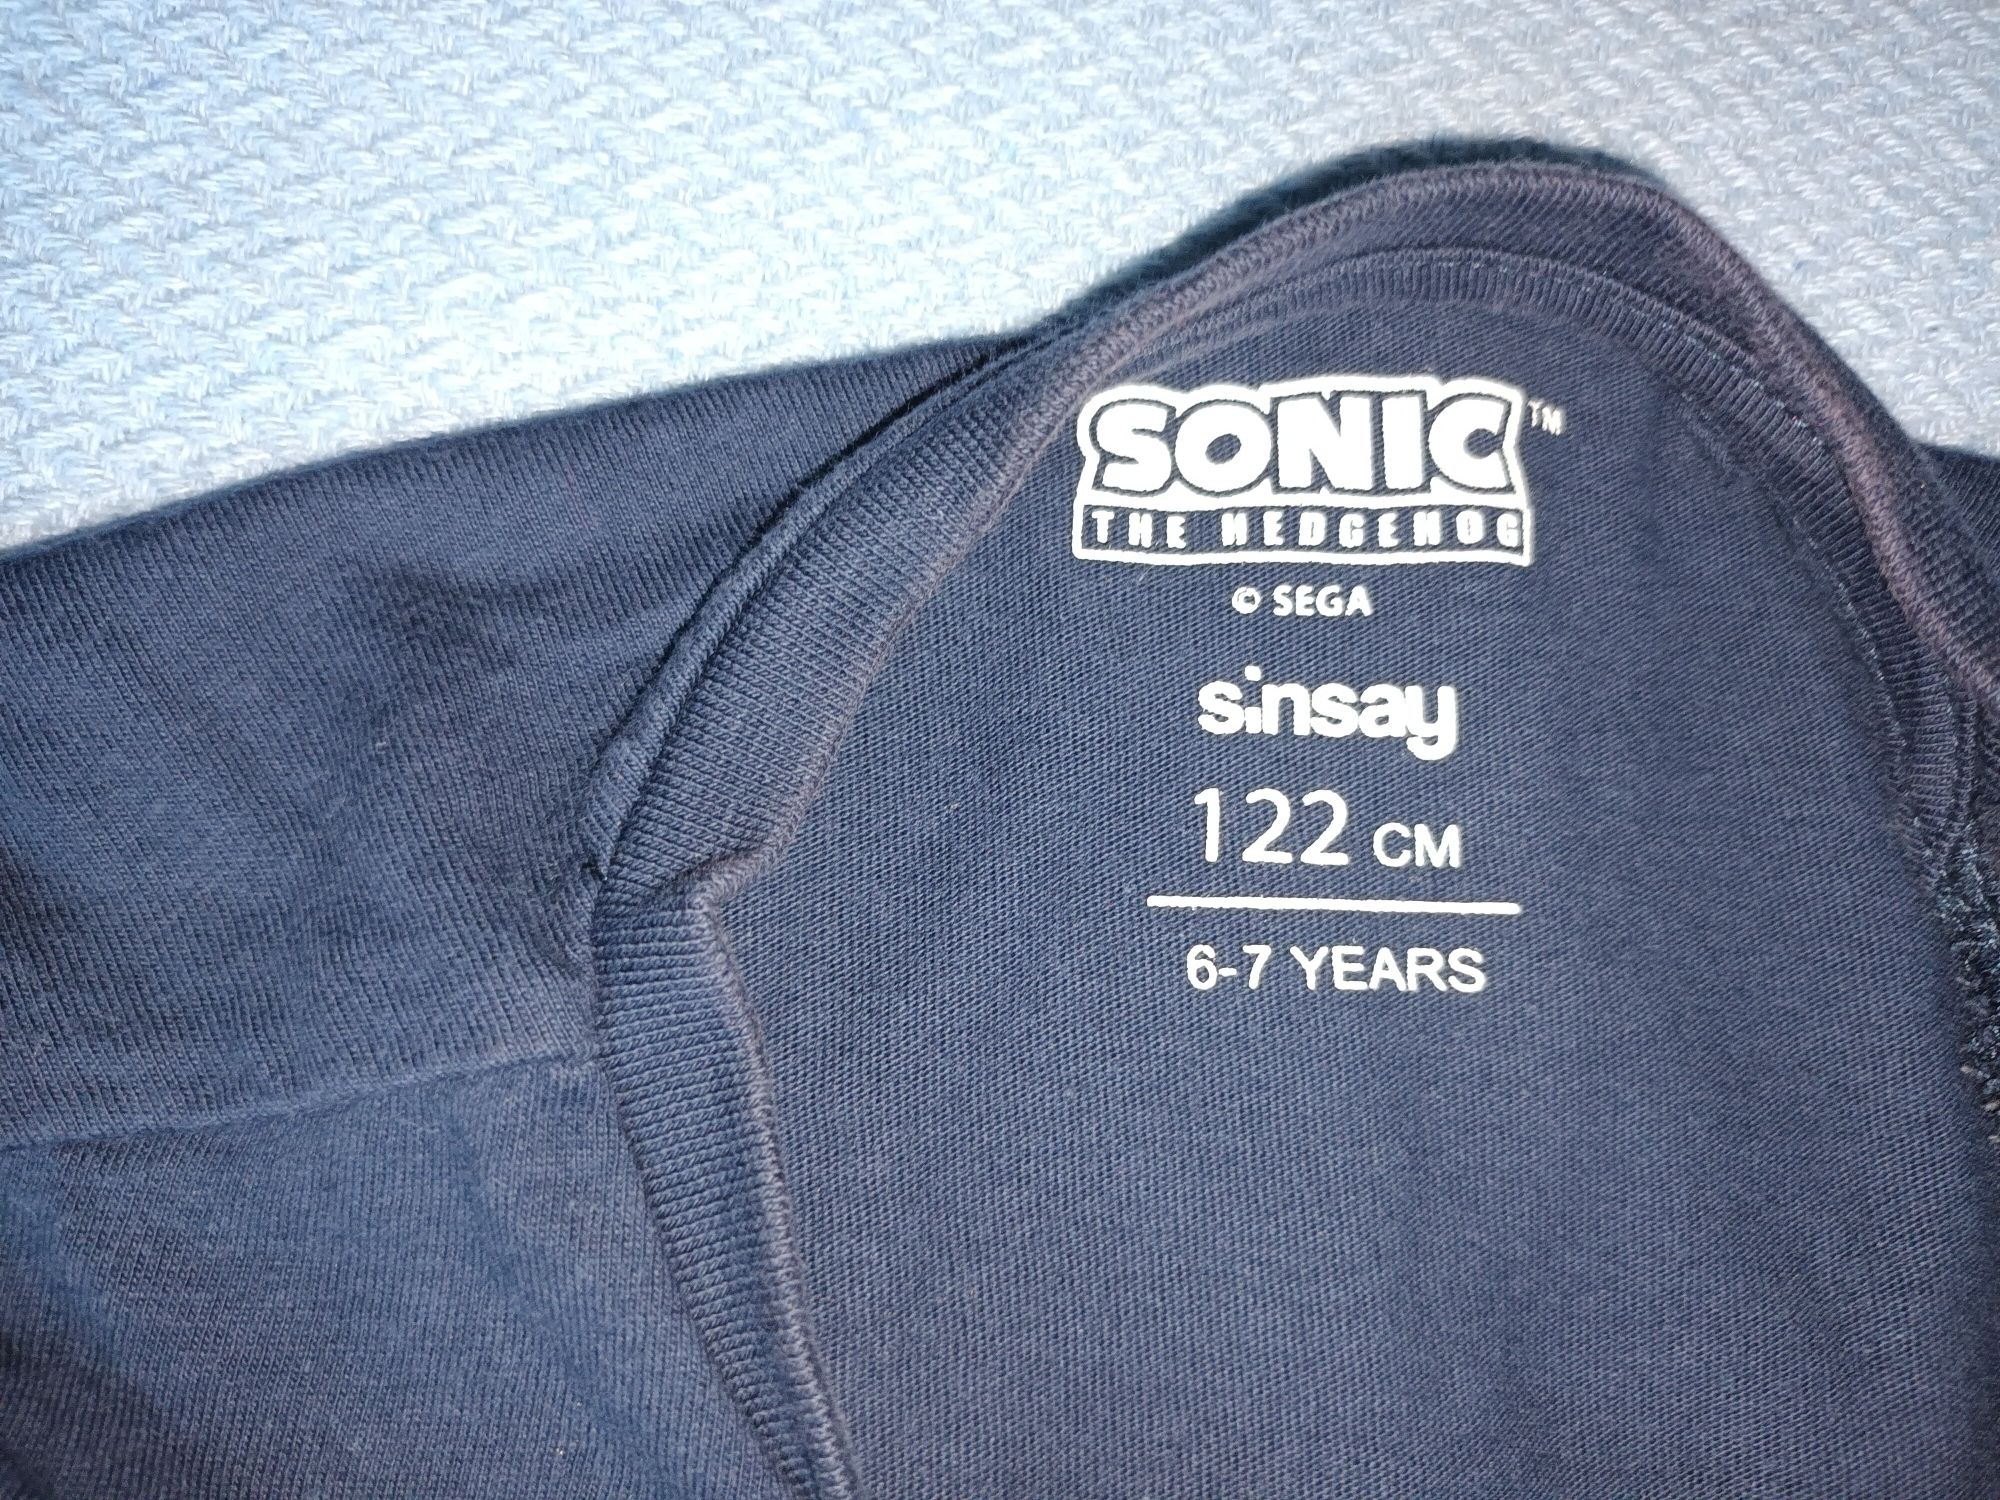 SONIC™
THE HEDGEHOG
© SEGA
sinsay
122 CM
6-7 YEARS